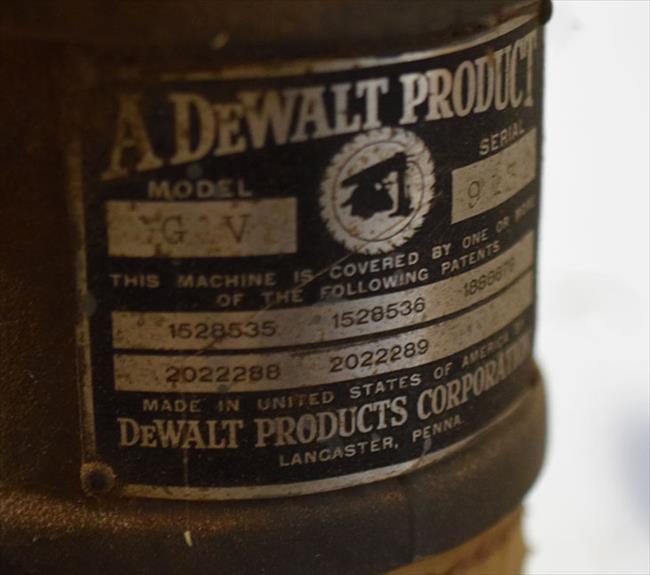 A DEWALT PRODUCT
MODEL
SERIAL
G V
THIS MACHINE IS COVERED BY ONE OR MORE
OF THE FOLLOWING PATENTS
1528535 1528536
2022288 2022289
MADE IN UNITED STATES OF AMERICA BY
DEWALT PRODUCTS CORPORATION
LANCASTER, PENNA.